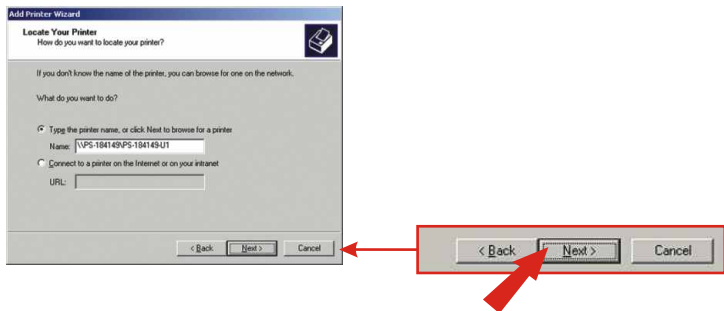 Add Printer Wizard
Locate Your Printer
How do you want to locate your printer?
If you don't know the name of the printer, you can browse for one on the network.
What do you want to do?
Type the printer name, or click Next to browse for a printer
Name: \\PS-184149\PS-184149-U1
Connect to a printer on the Internet or on your intranet
URL:
< Back Next > Cancel
< Back Next > Cancel